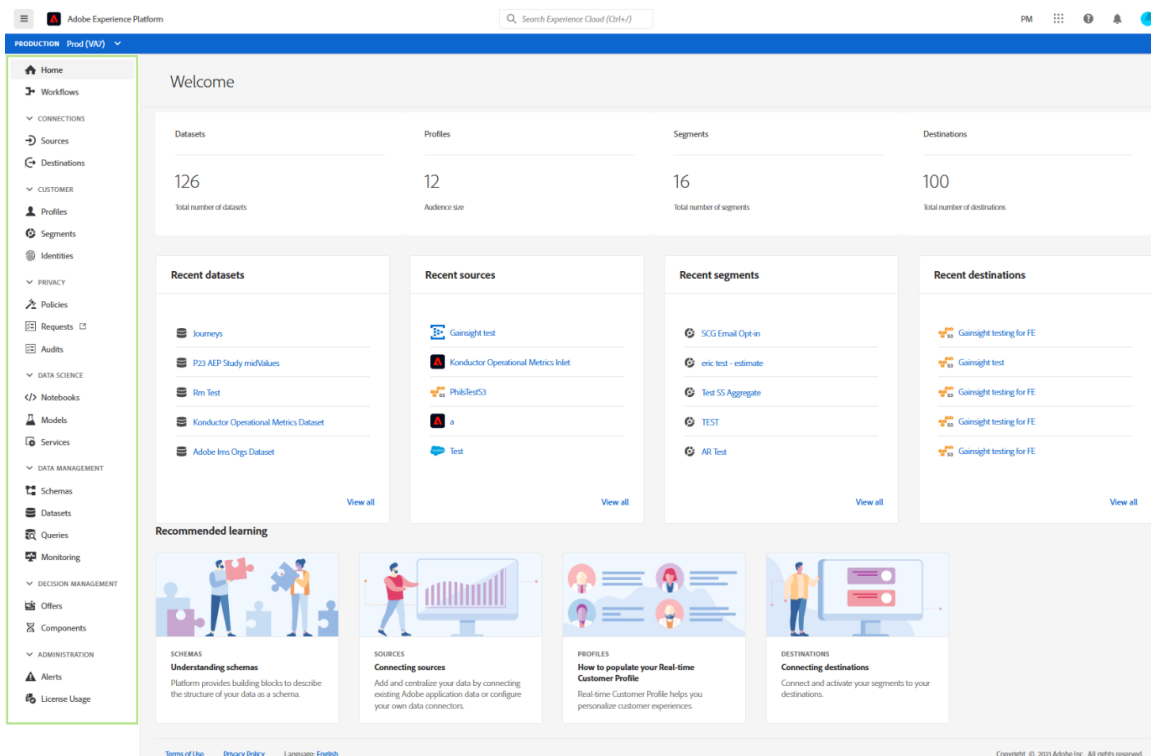 Adobe Experience Platform
Search Experience Cloud (Ctrl+/)
PM
PRODUCTION Prod (VA7)
Home
Workflows
CONNECTIONS
Sources
Destinations
CUSTOMER
Profiles
Segments
Identities
PRIVACY
Policies
Requests
Audits
DATA SCIENCE
Notebooks
Models
Services
DATA MANAGEMENT
Schemas
Datasets
Queries
Monitoring
DECISION MANAGEMENT
Offers
Components
ADMINISTRATION
Alerts
License Usage
Welcome
Datasets
126
Total number of datasets
Profiles
12
Audience size
Segments
16
Total number of segments
Destinations
100
Total number of destinations
Recent datasets
Journeys
P23 AEP Study midValues
Rm Test
Konductor Operational Metrics Dataset
Adobe Ims Orgs Dataset
View all
Recent sources
Gainsight test
Konductor Operational Metrics Inlet
PhilsTestS3
a
Test
View all
Recent segments
SCG Email Opt-in
eric test - estimate
Test SS Aggregate
TEST
AR Test
View all
Recent destinations
Gainsight testing for FE
Gainsight test
Gainsight testing for FE
Gainsight testing for FE
Gainsight testing for FE
View all
Recommended learning
SCHEMAS
Understanding schemas
Platform provides building blocks to describe
the structure of your data as a schema.
SOURCES
Connecting sources
Add and centralize your data by connecting
existing Adobe application data or configure
your own data connectors.
PROFILES
How to populate your Real-time
Customer Profile
Real-time Customer Profile helps you
personalize customer experiences.
DESTINATIONS
Connecting destinations
Connect and activate your segments to your
destinations.
Terms of Use Privacy Policy Language: English
Copyright © 2021 Adobe Inc. All rights reserved.